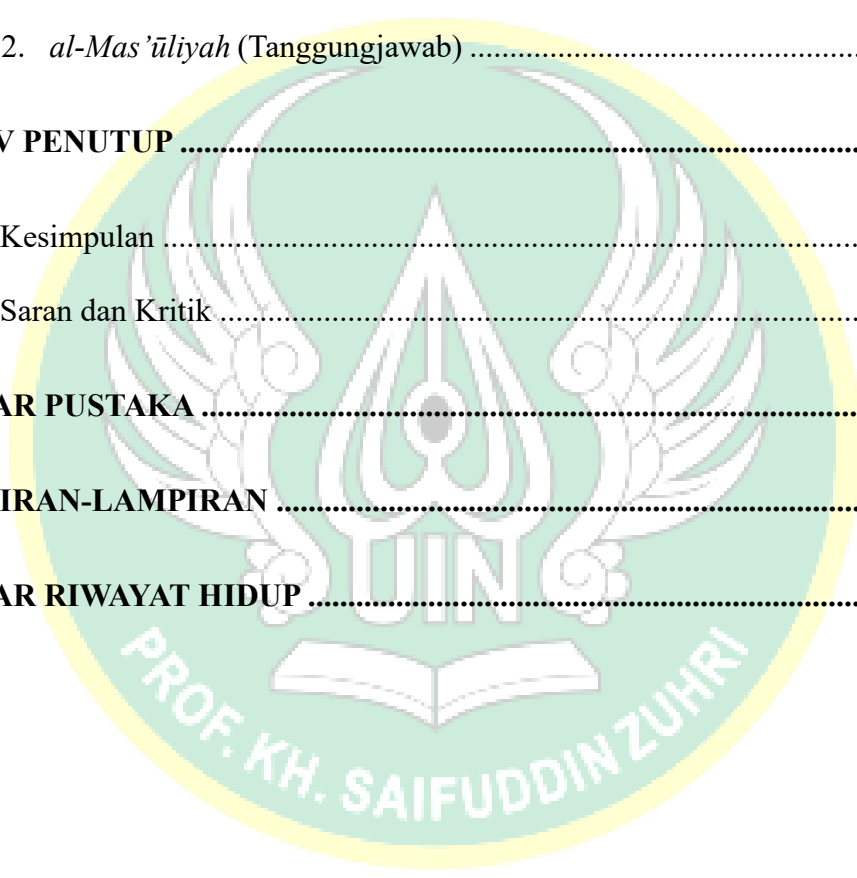 2. al-Mas’ūliyah (Tanggungjawab) ..........................................................
V PENUTUP ....................................................................................
Kesimpulan ........................................................................................
Saran dan Kritik .................................................................................
AR PUSTAKA ..................................................................................
IRAN-LAMPIRAN .........................................................................
AR RIWAYAT HIDUP .....................................................................
UIN
PROF. KH. SAIFUDDIN ZUHRI